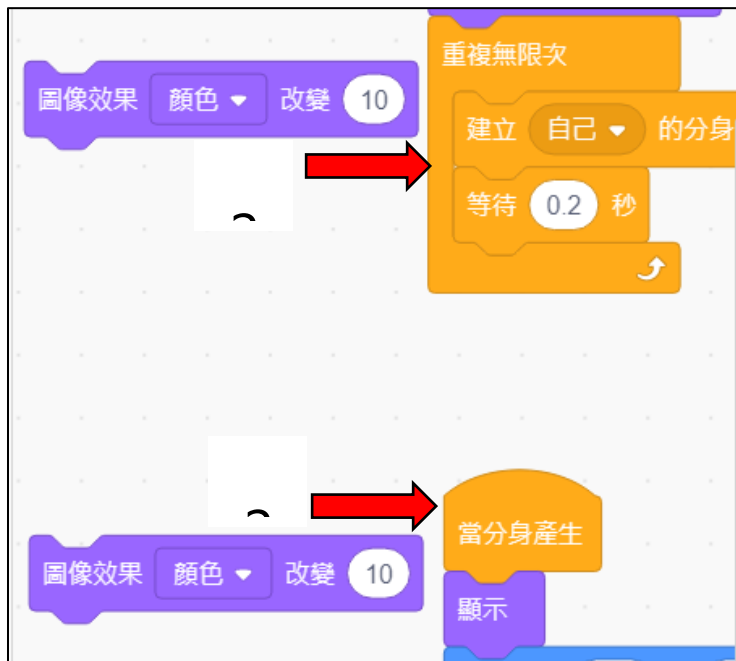 重複無限次
圖像效果 顏色 改變 10
建立 自己 的分身
等待 0.2 秒
當分身產生
圖像效果 顏色 改變 10
顯示